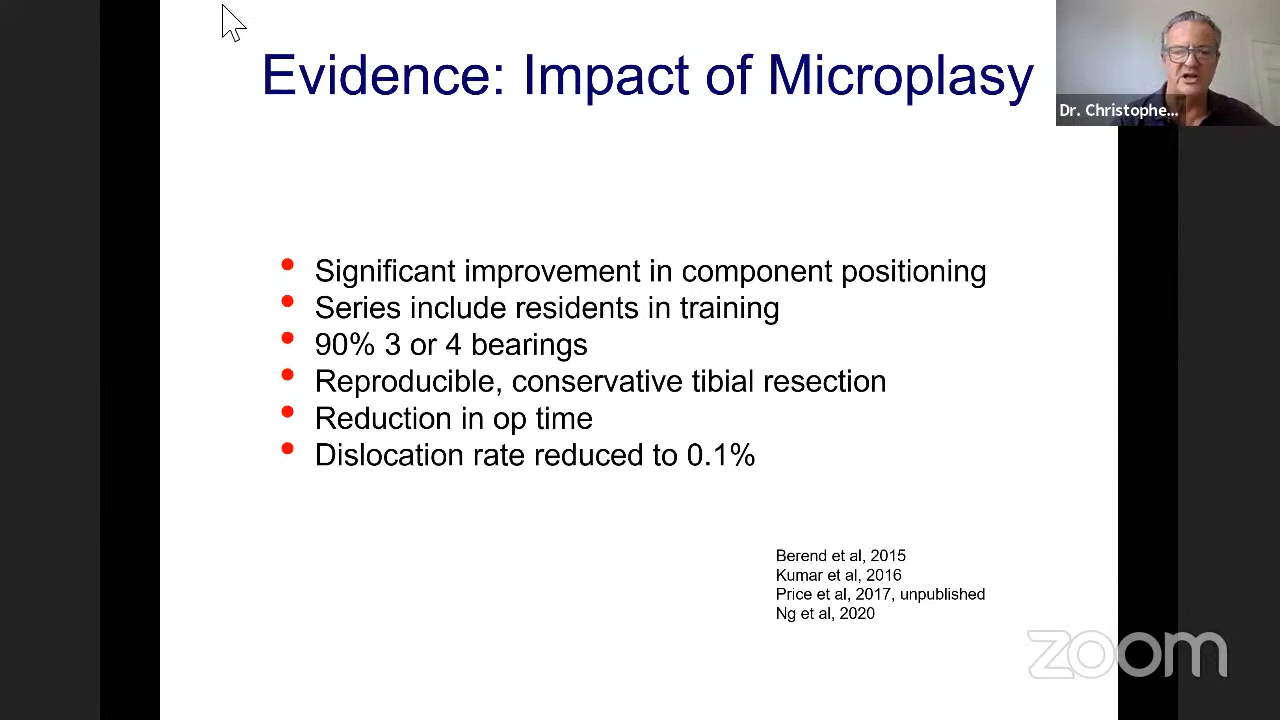 Evidence: Impact of Microplasy
Dr. Christophe...
• Significant improvement in component positioning
• Series include residents in training
• 90% 3 or 4 bearings
• Reproducible, conservative tibial resection
• Reduction in op time
• Dislocation rate reduced to 0.1%
Berend et al, 2015
Kumar et al, 2016
Price et al, 2017, unpublished
Ng et al, 2020
zoom